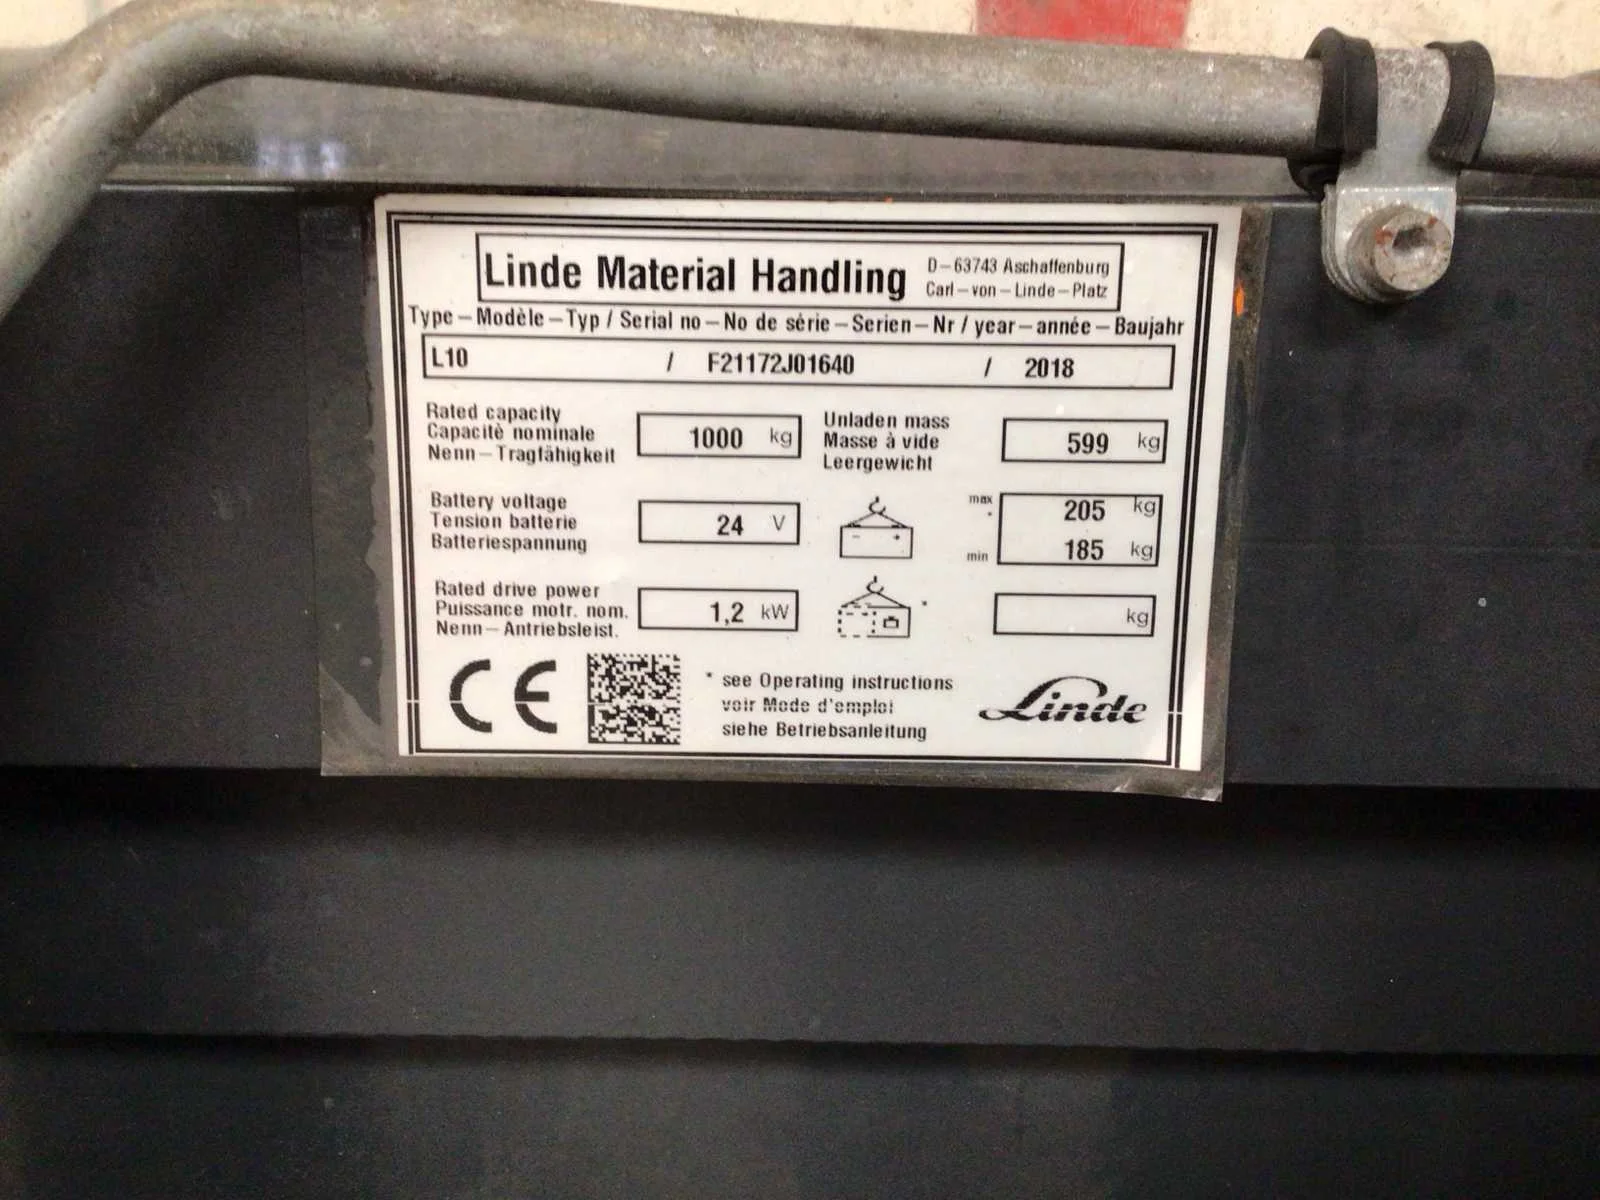 Linde Material Handling
D-63743 Aschaffenburg
Carl-von-Linde-Platz
Type-Modèle-Typ / Serial no-No de série-Serien-Nr / year-année-Baujahr
L10 / F21172J01640 / 2018
Rated capacity
Capacité nominale
Nenn-Tragfähigkeit
1000 kg
Unladen mass
Masse à vide
Leergewicht
599 kg
Battery voltage
Tension batterie
Batteriespannung
24 V
- +
max
*
205 kg
min
185 kg
Rated drive power
Puissance motr. nom.
Nenn-Antriebsleist.
1,2 kW
*
kg
CE
* see Operating instructions
voir Mode d'emploi
siehe Betriebsanleitung
Linde